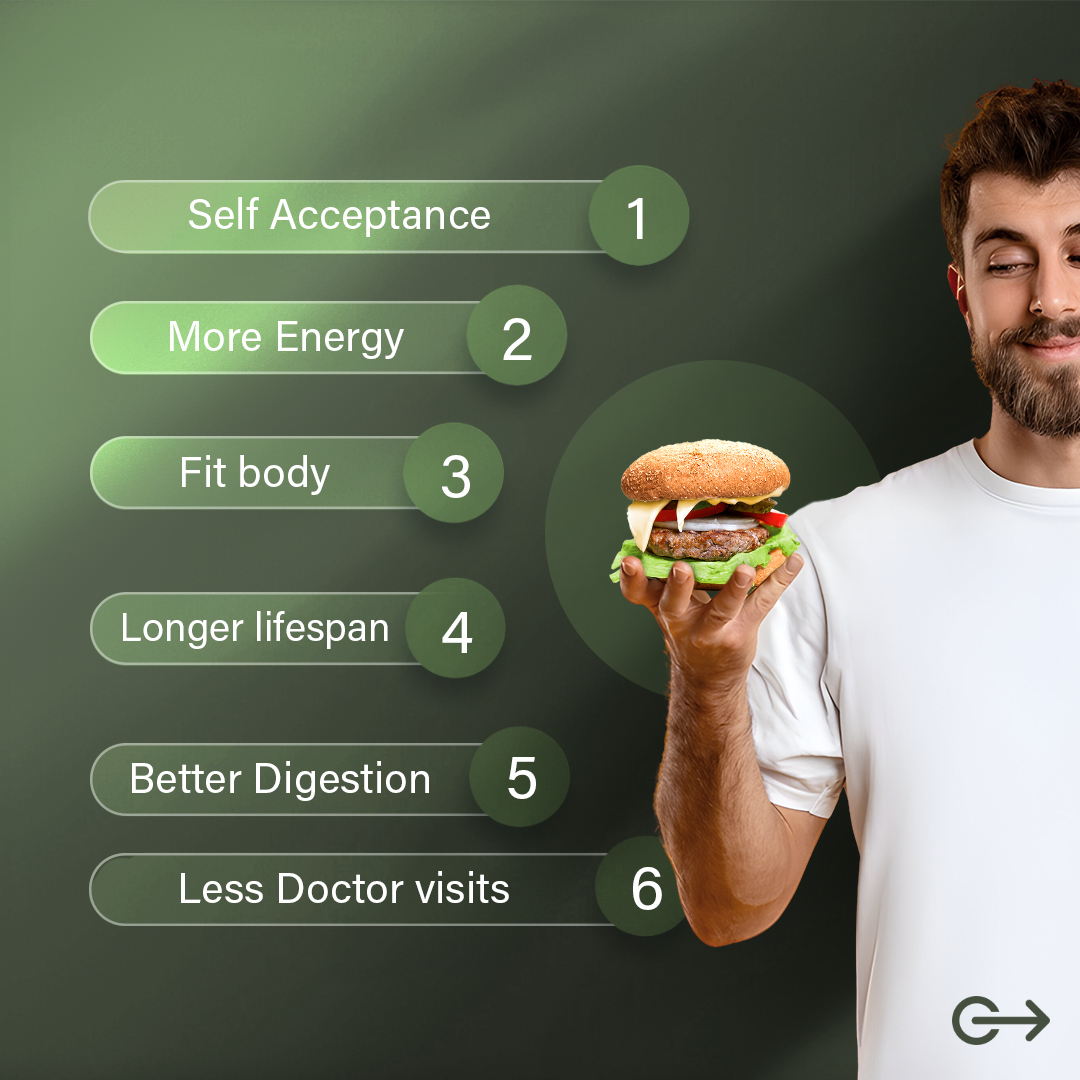 Self Acceptance 1
More Energy 2
Fit body 3
Longer lifespan 4
Better Digestion 5
Less Doctor visits 6